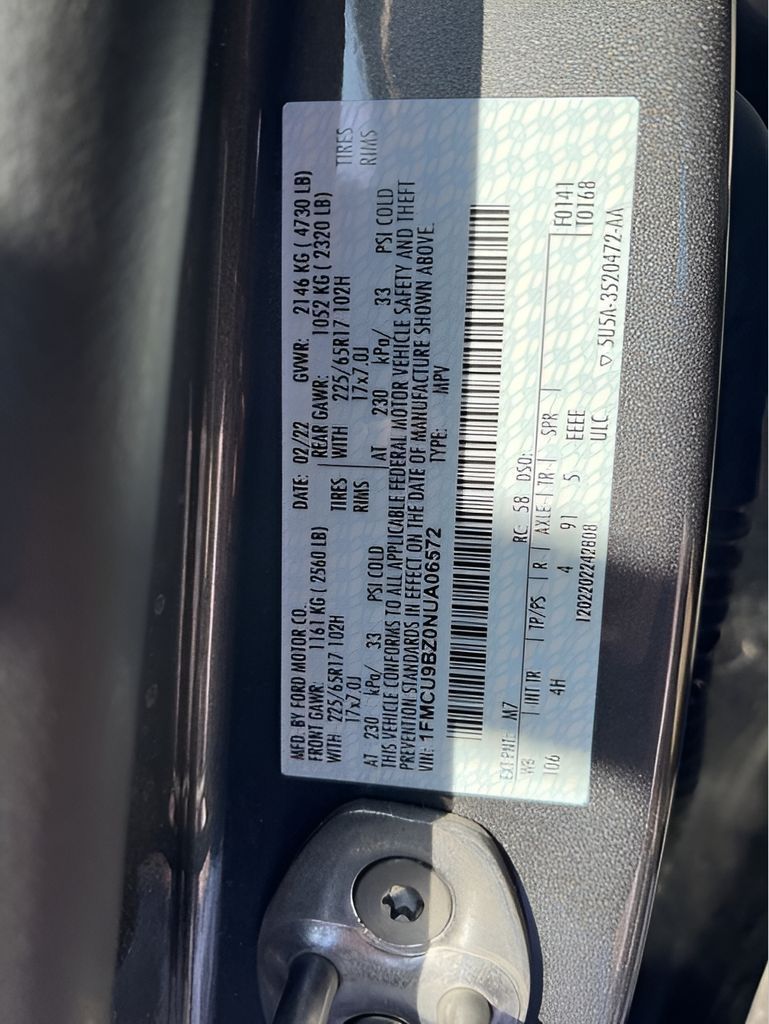 MFD. BY FORD MOTOR CO.   DATE: 02/22   GVWR: 2146 KG ( 4730 LB)
FRONT GAWR: 1161 KG ( 2560 LB)   REAR GAWR: 1052 KG ( 2320 LB)
WITH 225/65R17 102H TIRES   WITH 225/65R17 102H TIRES
17x7.0J RIMS   17x7.0J RIMS
AT 230 kPa/ 33 PSI COLD   AT 230 kPa/ 33 PSI COLD
THIS VEHICLE CONFORMS TO ALL APPLICABLE FEDERAL MOTOR VEHICLE SAFETY AND THEFT
PREVENTION STANDARDS IN EFFECT ON THE DATE OF MANUFACTURE SHOWN ABOVE.
VIN: 1FMCU9BZ0NUA06572   TYPE: MPV
EXT PNT: M7   RC: 58 DSO:   F0141
WB | INT TR | TP/PS | R | AXLE | TR | SPR |   T0168
106 4H 4 91 5 EEEE
1202202242808 ULC ▽ 5U5A-3520472-AA